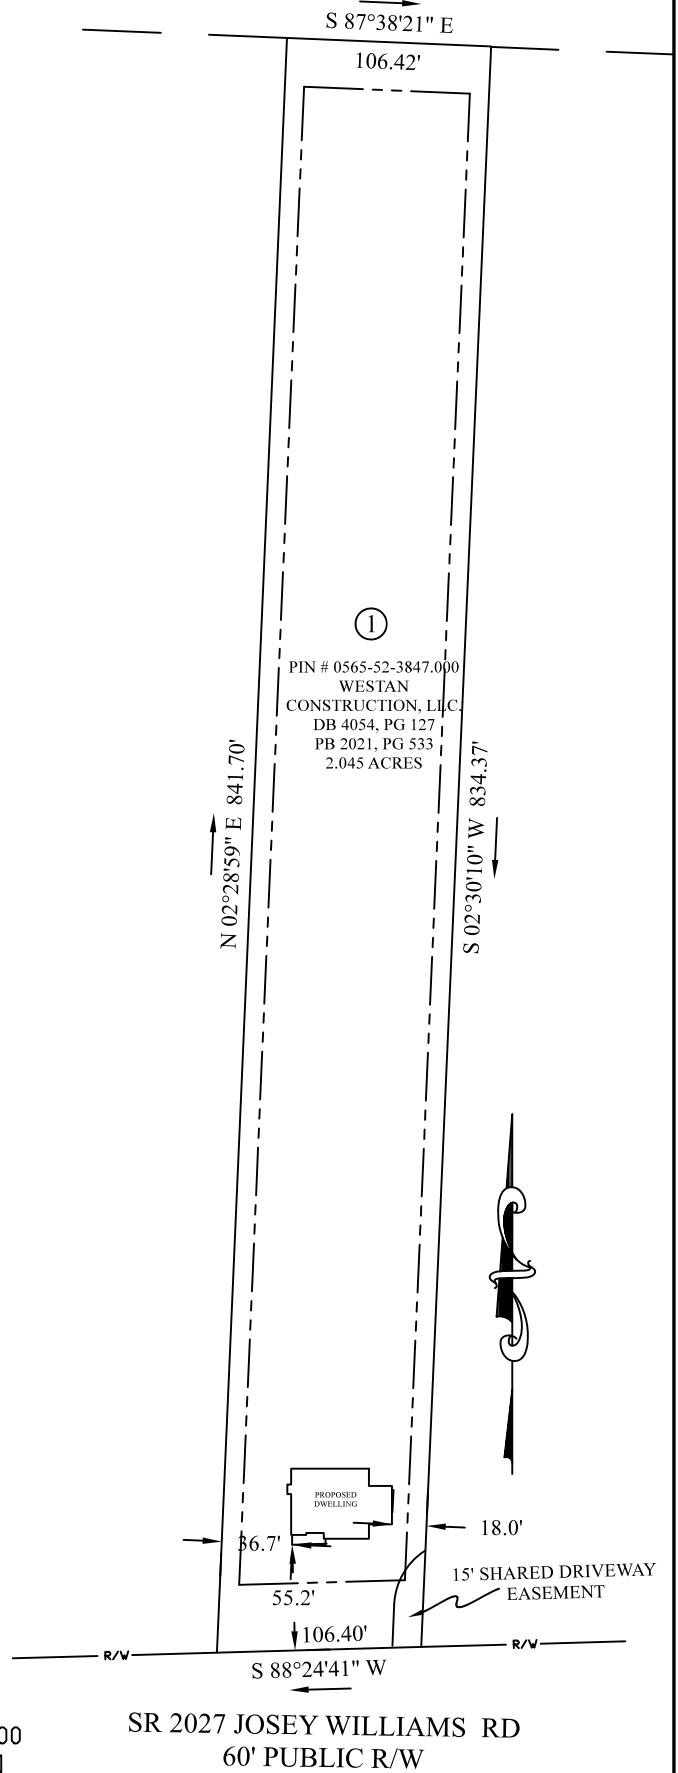 S 87°38'21" E
106.42'
1
PIN # 0565-52-3847.000
WESTAN
CONSTRUCTION, LLC.
DB 4054, PG 127
PB 2021, PG 533
2.045 ACRES
N 02°28'59" E 841.70'
S 02°30'10" W 834.37'
PROPOSED
DWELLING
36.7'
18.0'
15' SHARED DRIVEWAY
EASEMENT
55.2'
106.40'
R/W
R/W
S 88°24'41" W
SR 2027 JOSEY WILLIAMS RD
60' PUBLIC R/W
00